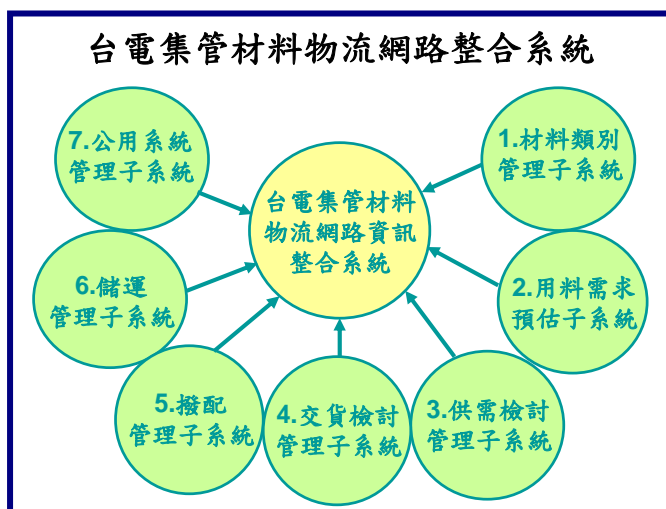 台電集管材料物流網路整合系統
台電集管材料
物流網路資訊
整合系統
1.材料類別
管理子系統
2.用料需求
預估子系統
3.供需檢討
管理子系統
4.交貨檢討
管理子系統
5.撥配
管理子系統
6.儲運
管理子系統
7.公用系統
管理子系統